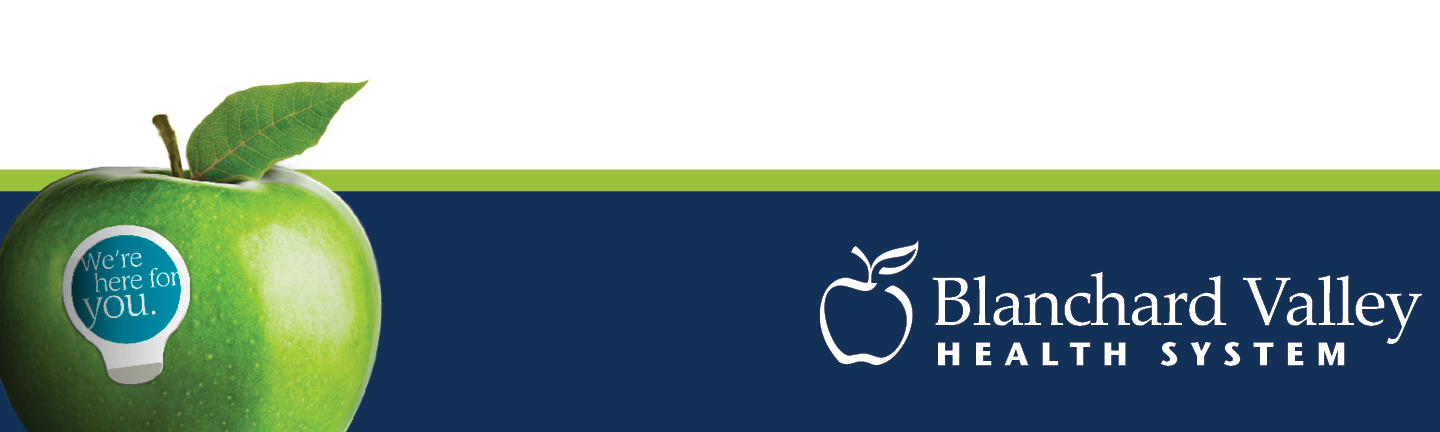 We're
here for
you.
Blanchard Valley
HEALTH SYSTEM